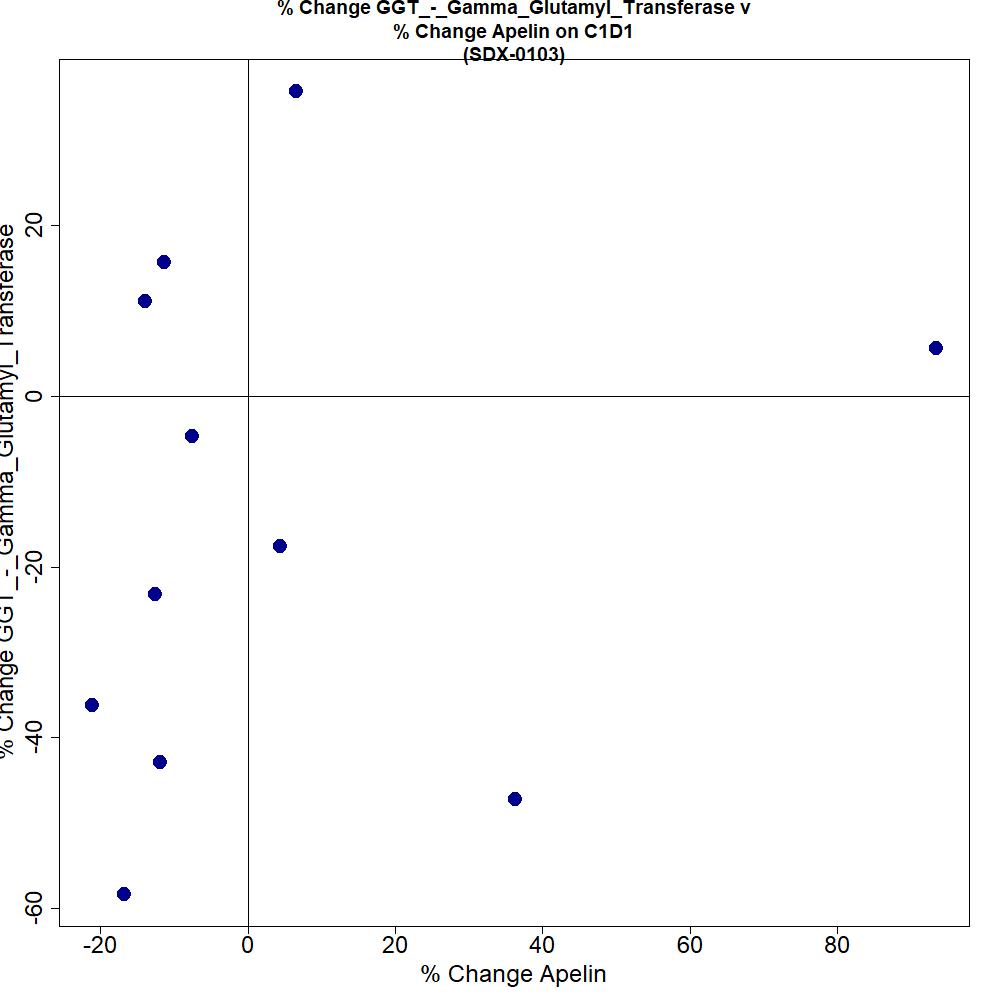 % Change GGT_-_Gamma_Glutamyl_Transferase v
% Change Apelin on C1D1
(SDX-0103)
% Change GGT_-_Gamma_Glutamyl_Transferase
20
0
-20
-40
-60
-20 0 20 40 60 80
% Change Apelin